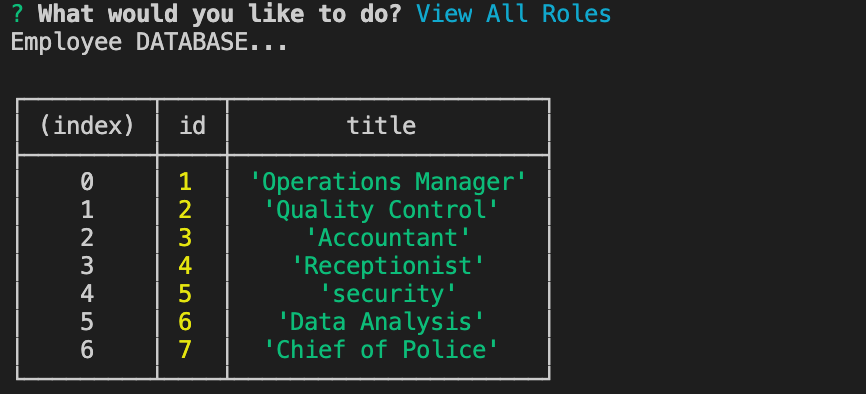 ? What would you like to do? View All Roles
Employee DATABASE...
(index) id title
0 1 'Operations Manager'
1 2 'Quality Control'
2 3 'Accountant'
3 4 'Receptionist'
4 5 'security'
5 6 'Data Analysis'
6 7 'Chief of Police'